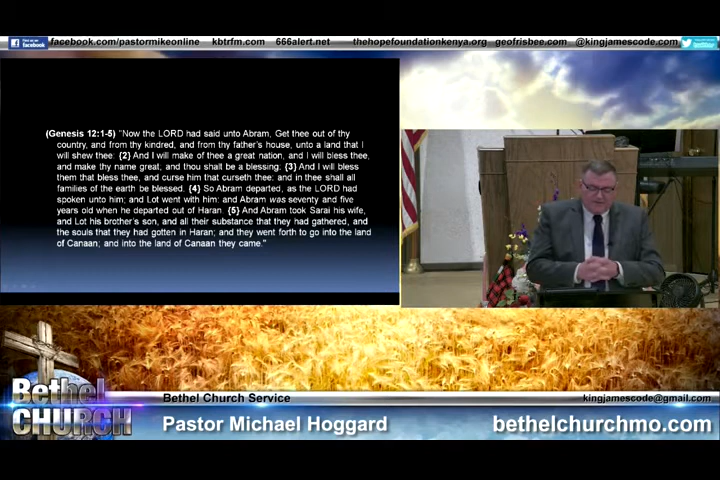 facebook.com/pastormikeonline kbtrfm.com 666alert.net thehopefoundationkenya.org geofrisbee.com @kingjamescode.com
facebook
(Genesis 12:1-5) "Now the LORD had said unto Abram, Get thee out of thy
country, and from thy kindred, and from thy father's house, unto a land that I
will shew thee: {2} And I will make of thee a great nation, and I will bless thee,
and make thy name great; and thou shalt be a blessing: {3} And I will bless
them that bless thee, and curse him that curseth thee: and in thee shall all
families of the earth be blessed. {4} So Abram departed, as the LORD had
spoken unto him; and Lot went with him: and Abram was seventy and five
years old when he departed out of Haran. {5} And Abram took Sarai his wife,
and Lot his brother's son, and all their substance that they had gathered, and
the souls that they had gotten in Haran; and they went forth to go into the land
of Canaan; and into the land of Canaan they came."
Bethel
CHURCH
Bethel Church Service
kingjamescode@gmail.com
Pastor Michael Hoggard
bethelchurchmo.com